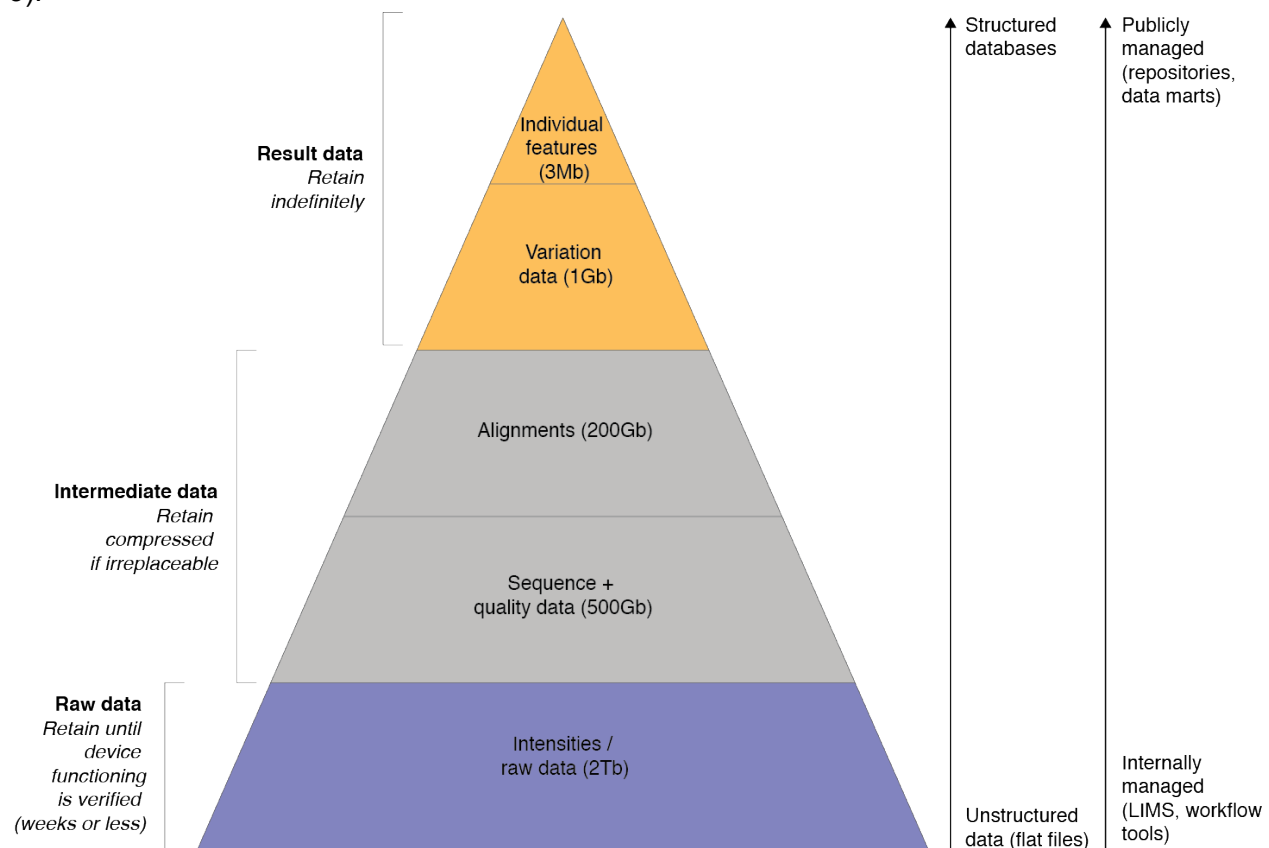 Structured
databases
Publicly
managed
(repositories,
data marts)
Individual
features
(3Mb)
Result data
Retain
indefinitely
Variation
data (1Gb)
Alignments (200Gb)
Intermediate data
Retain
compressed
if irreplaceable
Sequence +
quality data (500Gb)
Raw data
Retain until
device
functioning
is verified
(weeks or less)
Intensities /
raw data (2Tb)
Unstructured
data (flat files)
Internally
managed
(LIMS, workflow
tools)